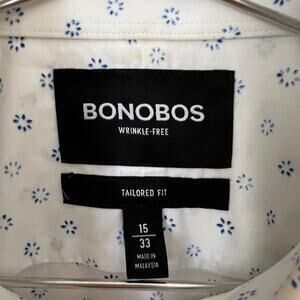 BONOBOS
WRINKLE-FREE
TAILORED FIT
15
33
MADE IN
MALAYSIA